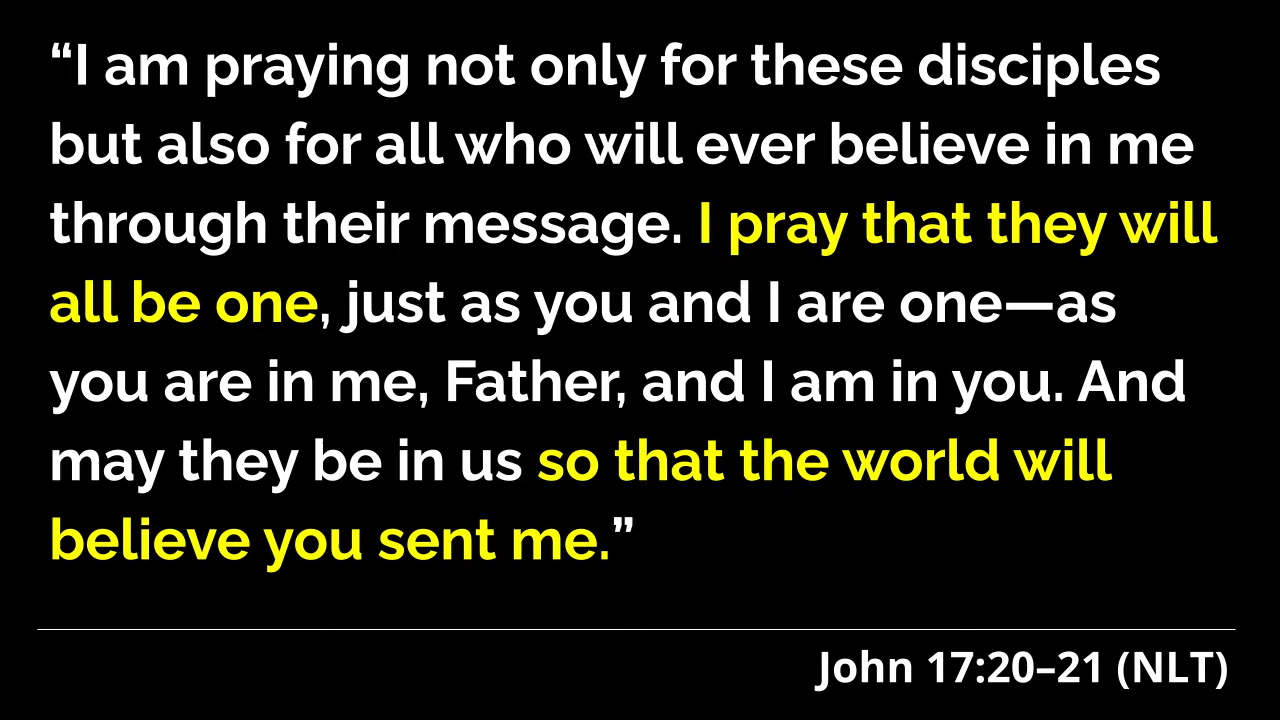 “I am praying not only for these disciples
but also for all who will ever believe in me
through their message. I pray that they will
all be one, just as you and I are one—as
you are in me, Father, and I am in you. And
may they be in us so that the world will
believe you sent me.”
John 17:20–21 (NLT)